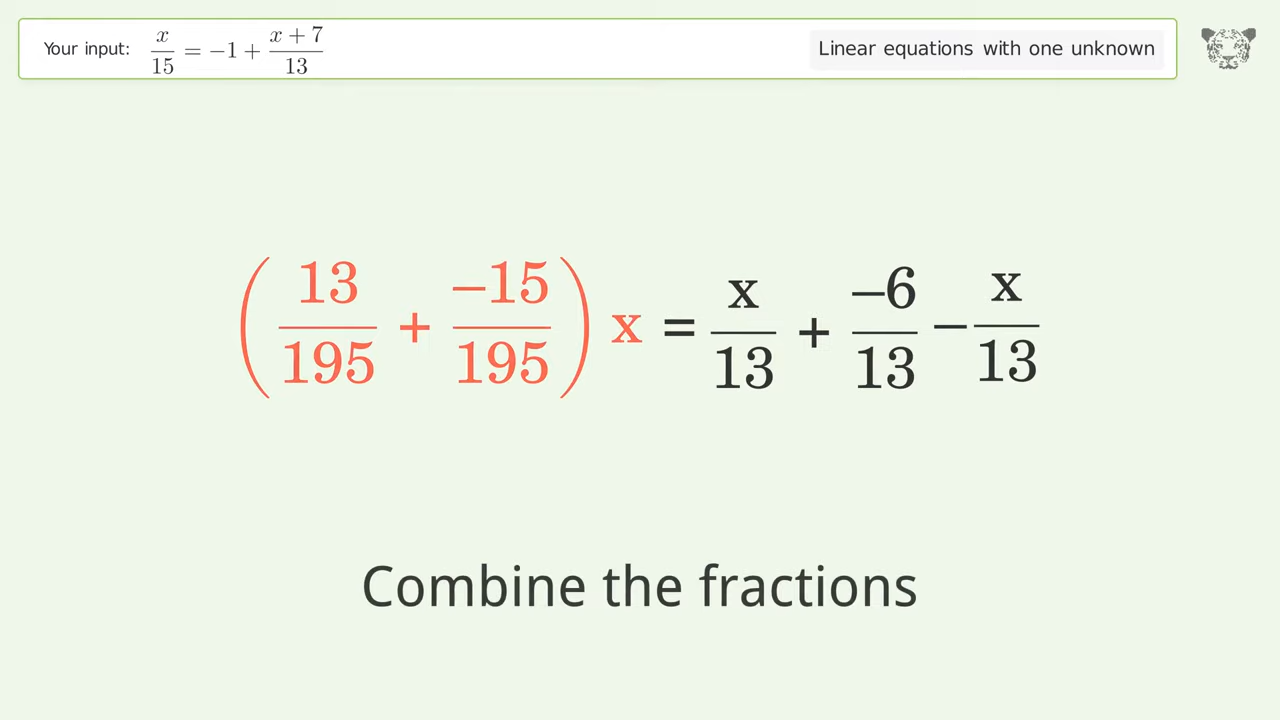 Your input: x/15 = −1 + (x + 7)/13
Linear equations with one unknown
(13/195 + −15/195) x = x/13 + −6/13 − x/13
Combine the fractions